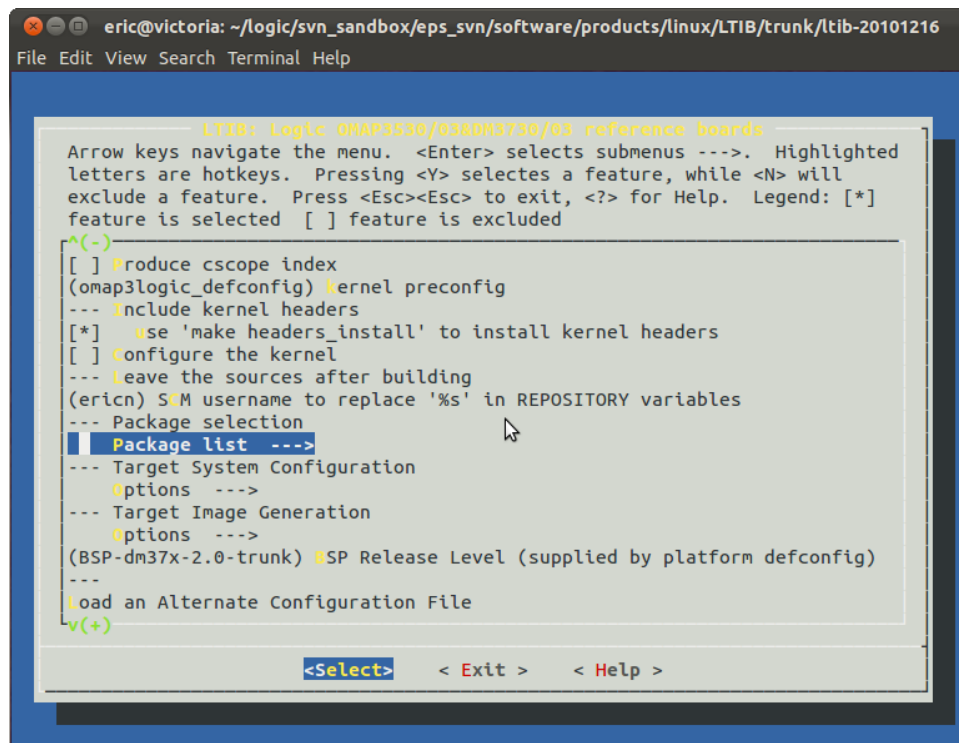 eric@victoria: ~/logic/svn_sandbox/eps_svn/software/products/linux/LTIB/trunk/ltib-20101216
File Edit View Search Terminal Help
LTIB: Logic OMAP3530/03&DM3730/03 reference boards
Arrow keys navigate the menu. <Enter> selects submenus --->. Highlighted
letters are hotkeys. Pressing <Y> selectes a feature, while <N> will
exclude a feature. Press <Esc><Esc> to exit, <?> for Help. Legend: [*]
feature is selected [ ] feature is excluded
^(-)
[ ] Produce cscope index
(omap3logic_defconfig) kernel preconfig
--- Include kernel headers
[*] use 'make headers_install' to install kernel headers
[ ] Configure the kernel
--- Leave the sources after building
(ericn) SCM username to replace '%s' in REPOSITORY variables
--- Package selection
Package list --->
--- Target System Configuration
Options --->
--- Target Image Generation
Options --->
(BSP-dm37x-2.0-trunk) BSP Release Level (supplied by platform defconfig)
---
Load an Alternate Configuration File
v(+)
<Select> < Exit > < Help >